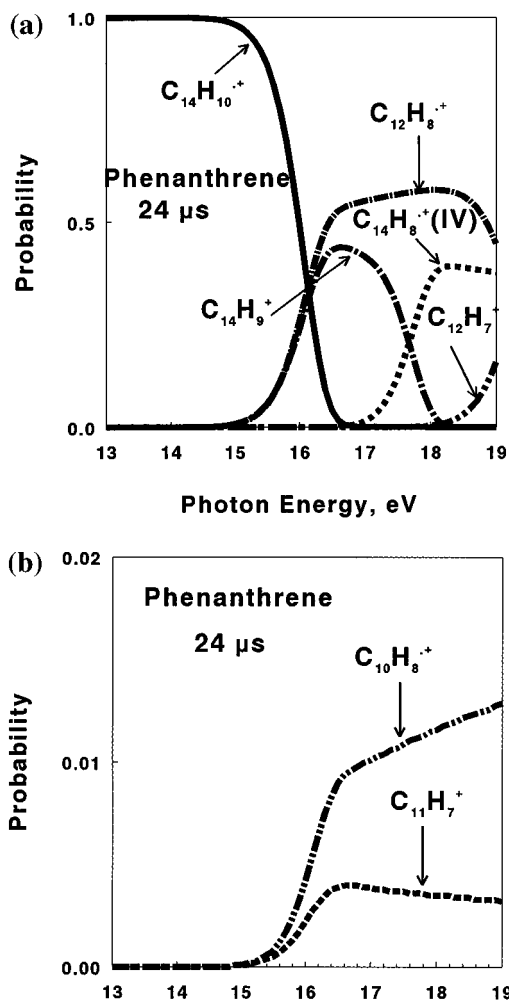 (a)
1.0
C14H10·+
C12H8·+
Phenanthrene
24 µs
0.5
C14H8·+(IV)
C14H9+
C12H7+
0.0
Probability
13 14 15 16 17 18 19
Photon Energy, eV
(b)
0.02
Phenanthrene
24 µs
C10H8·+
0.01
C11H7+
0.00
Probability
13 14 15 16 17 18 19